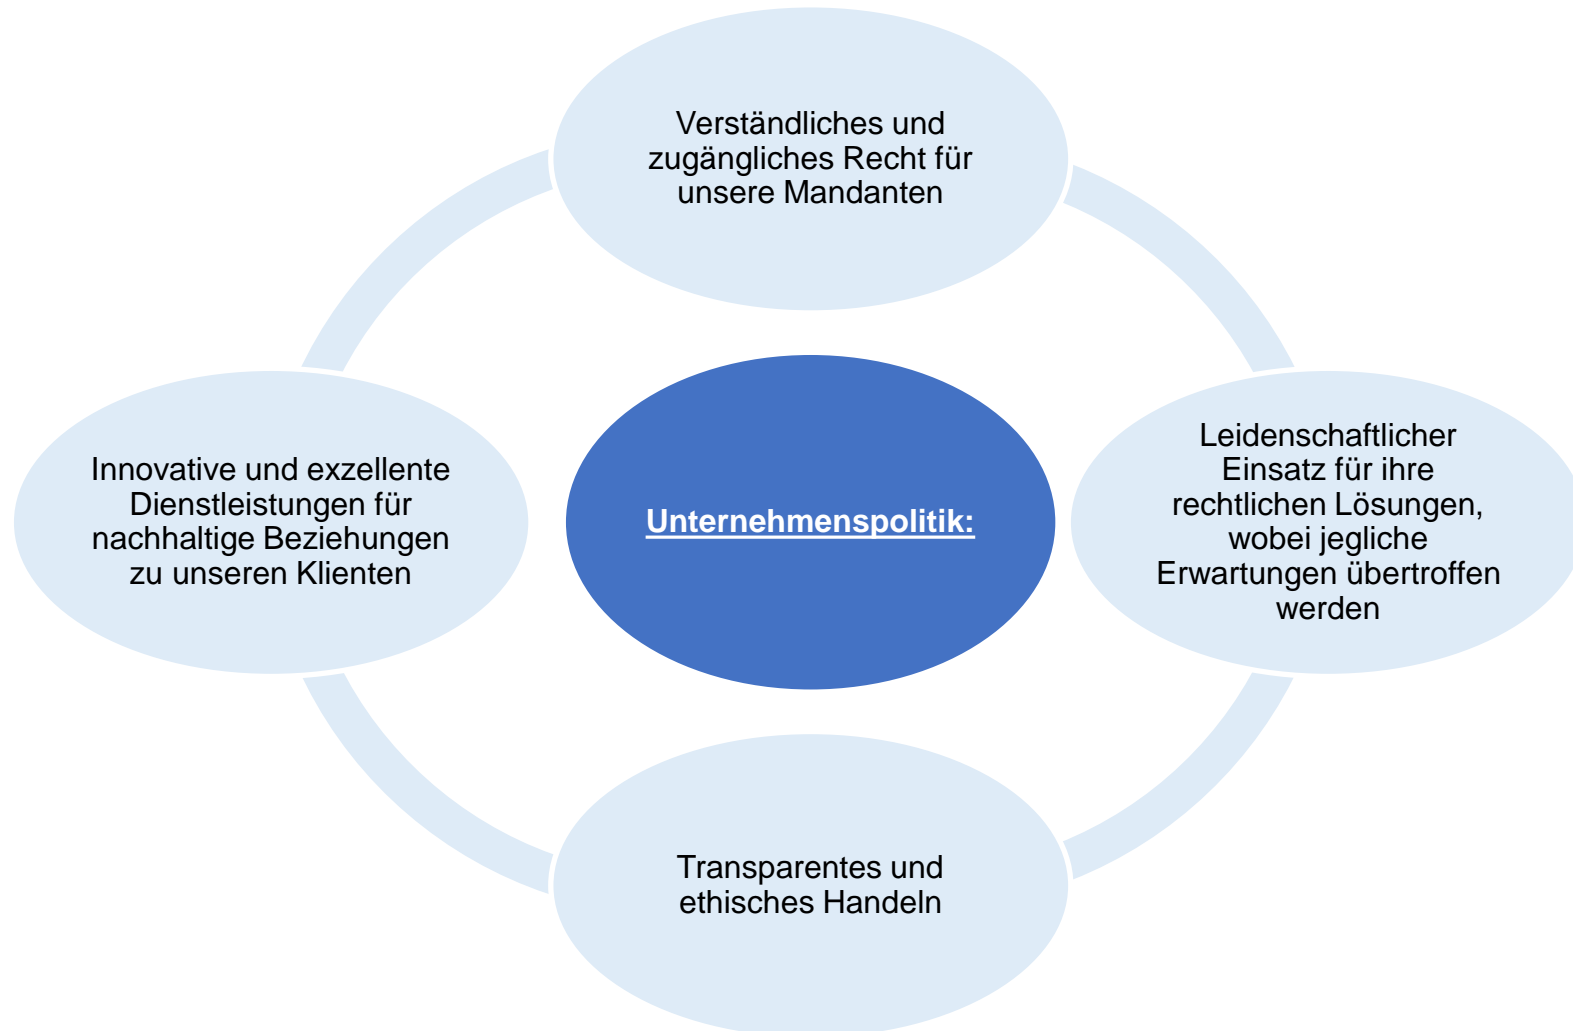 Verständliches und
zugängliches Recht für
unsere Mandanten
Innovative und exzellente
Dienstleistungen für
nachhaltige Beziehungen
zu unseren Klienten
Unternehmenspolitik:
Leidenschaftlicher
Einsatz für ihre
rechtlichen Lösungen,
wobei jegliche
Erwartungen übertroffen
werden
Transparentes und
ethisches Handeln